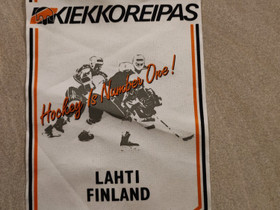 KIEKKOREIPAS
Hockey Is Number One!
LAHTI
FINLAND